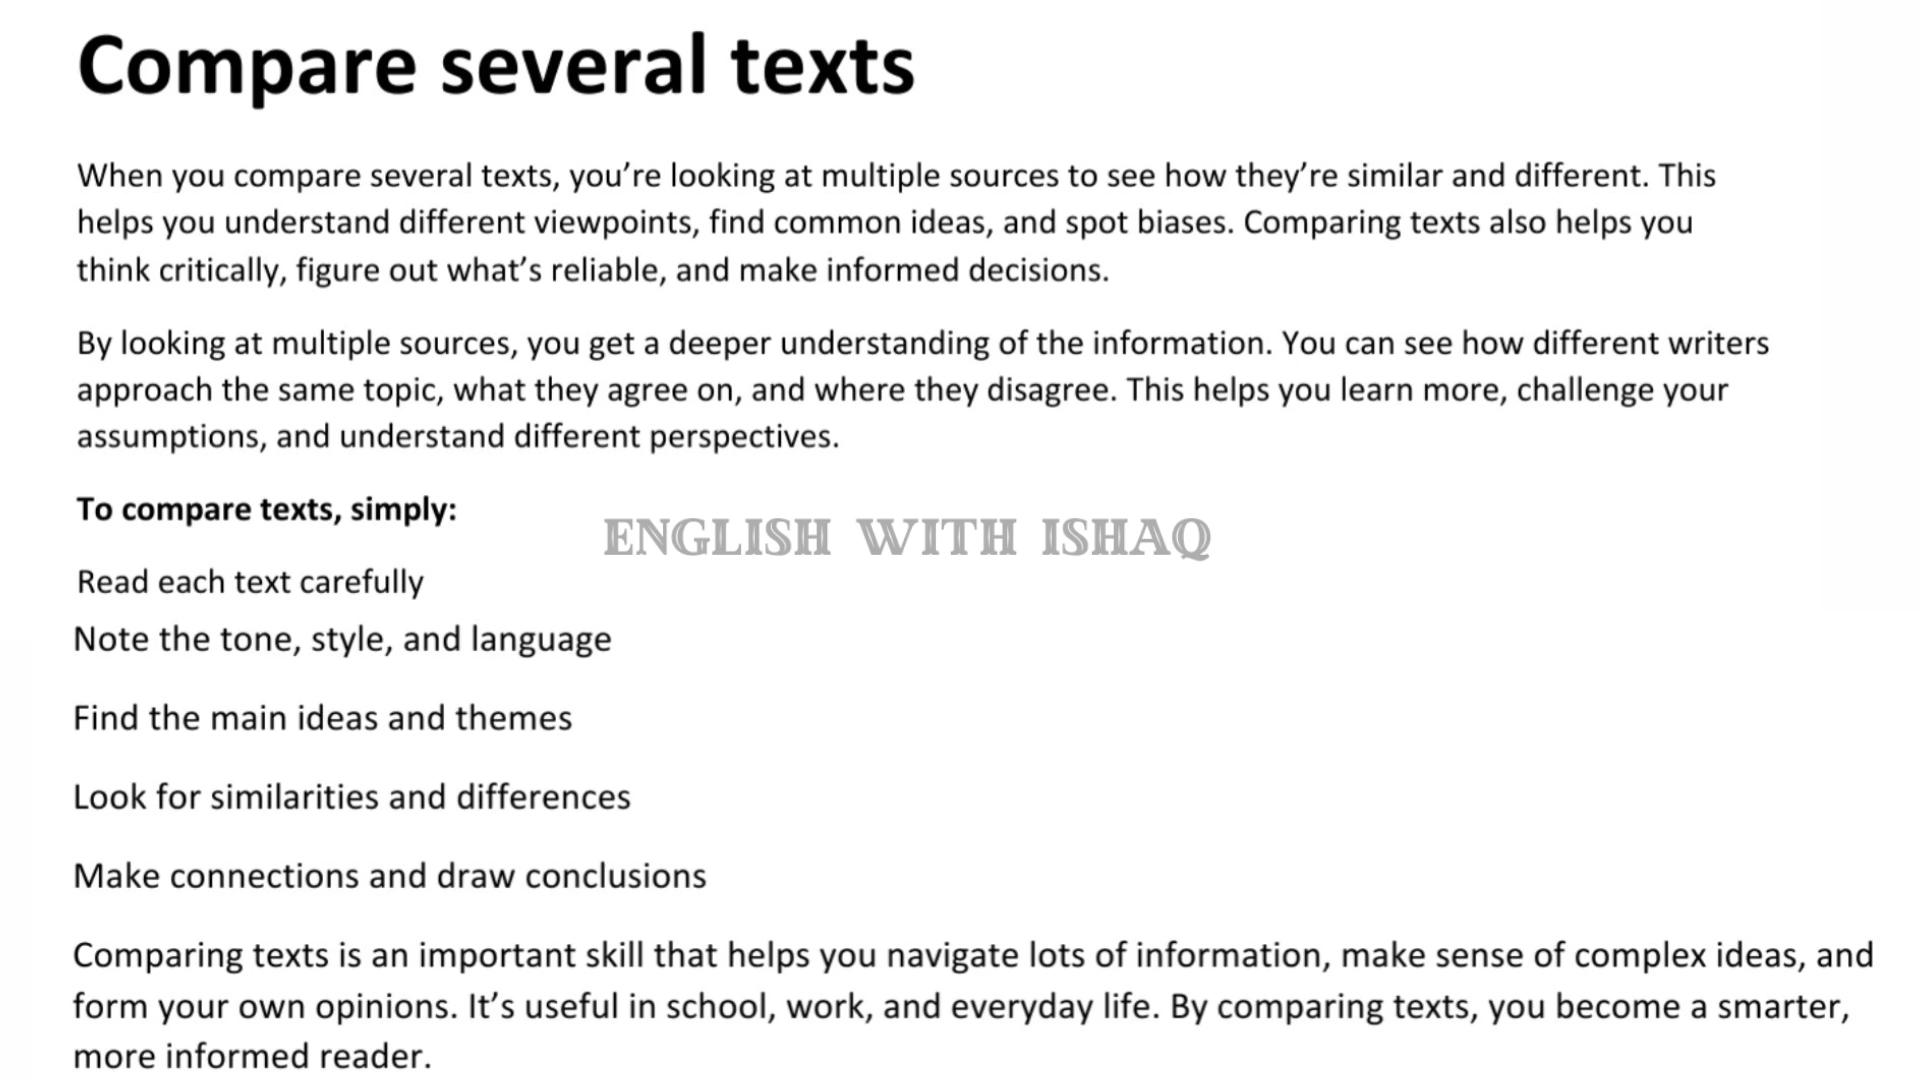 Compare several texts
When you compare several texts, you’re looking at multiple sources to see how they’re similar and different. This
helps you understand different viewpoints, find common ideas, and spot biases. Comparing texts also helps you
think critically, figure out what’s reliable, and make informed decisions.
By looking at multiple sources, you get a deeper understanding of the information. You can see how different writers
approach the same topic, what they agree on, and where they disagree. This helps you learn more, challenge your
assumptions, and understand different perspectives.
To compare texts, simply:
ENGLISH WITH ISHAQ
Read each text carefully
Note the tone, style, and language
Find the main ideas and themes
Look for similarities and differences
Make connections and draw conclusions
Comparing texts is an important skill that helps you navigate lots of information, make sense of complex ideas, and
form your own opinions. It’s useful in school, work, and everyday life. By comparing texts, you become a smarter,
more informed reader.